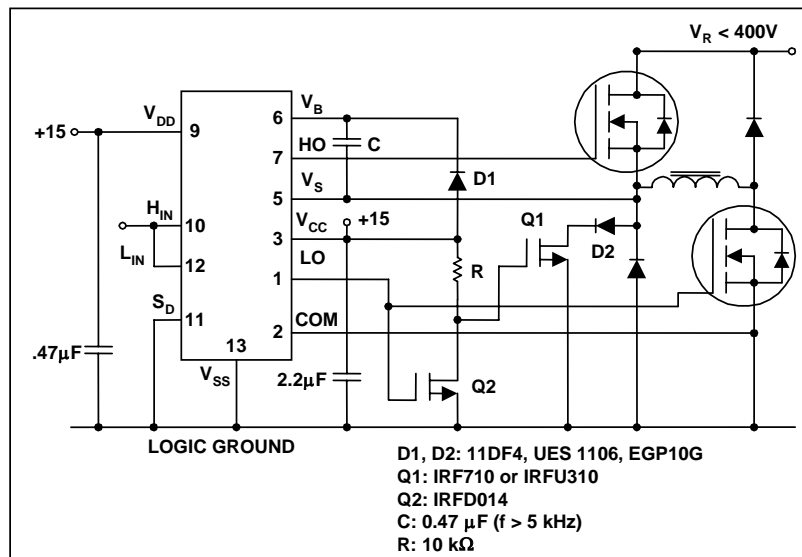 V_R < 400V
V_DD
+15
9
V_B
6
HO
C
7
V_S
D1
5
H_IN
10
V_CC
+15
Q1
3
D2
L_IN
12
LO
R
1
S_D
11
COM
2
13
.47μF
V_SS
2.2μF
Q2
LOGIC GROUND
D1, D2: 11DF4, UES 1106, EGP10G
Q1: IRF710 or IRFU310
Q2: IRFD014
C: 0.47 μF (f > 5 kHz)
R: 10 kΩ